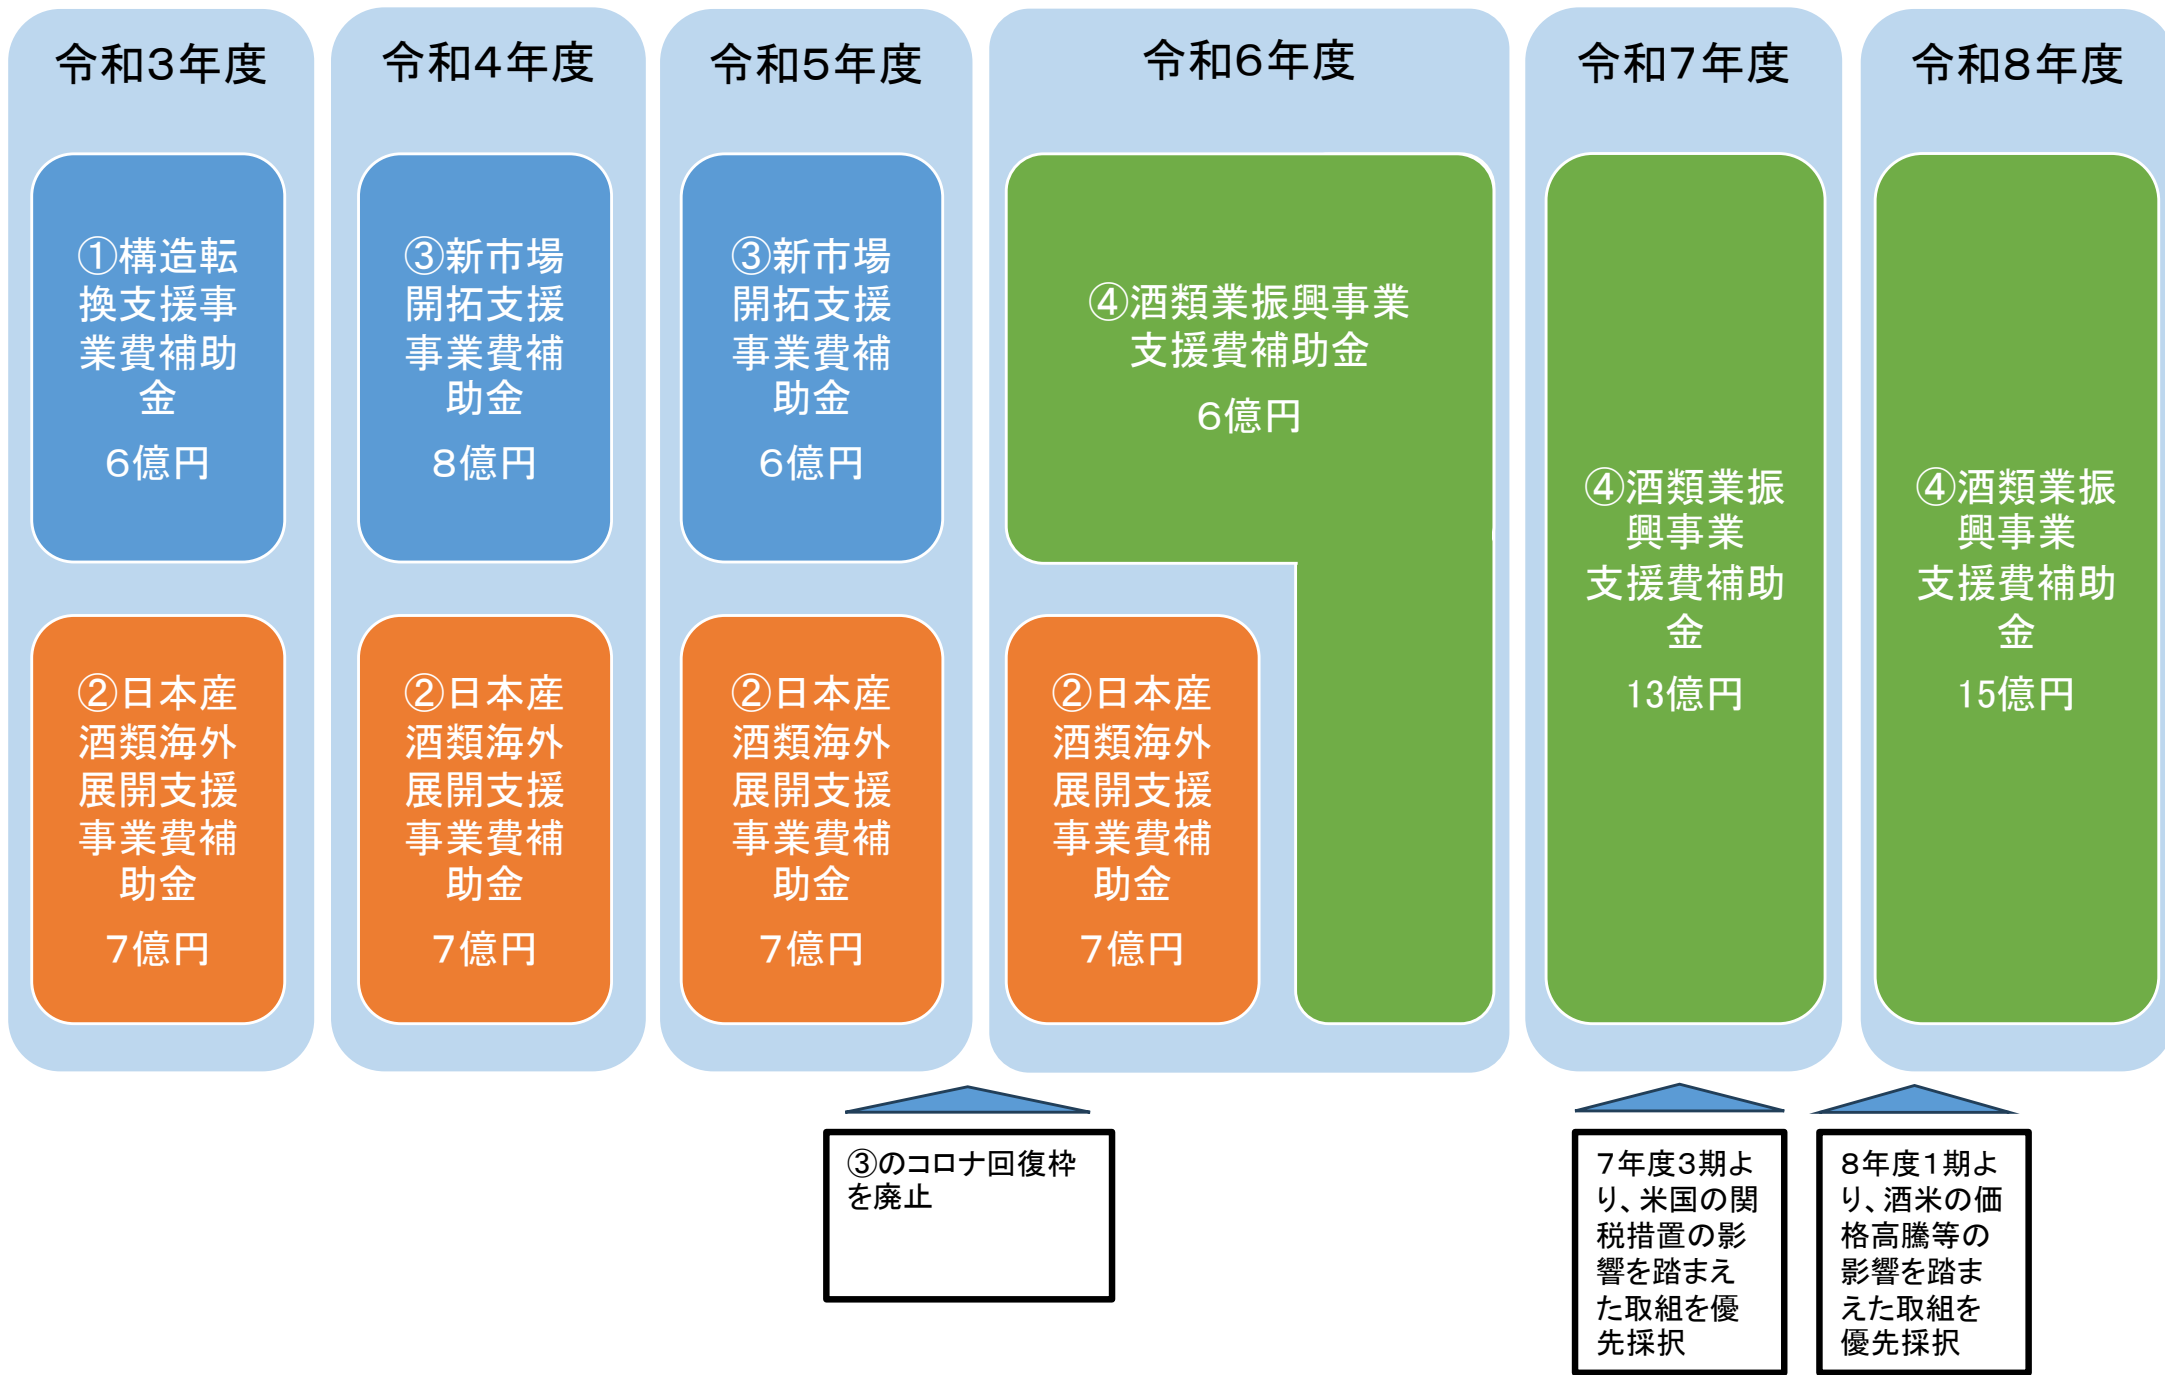 令和３年度
①構造転
換支援事
業費補助
金
６億円
②日本産
酒類海外
展開支援
事業費補
助金
７億円
令和４年度
③新市場
開拓支援
事業費補
助金
８億円
②日本産
酒類海外
展開支援
事業費補
助金
７億円
令和５年度
③新市場
開拓支援
事業費補
助金
６億円
②日本産
酒類海外
展開支援
事業費補
助金
７億円
令和６年度
④酒類業振興事業
支援費補助金
６億円
②日本産
酒類海外
展開支援
事業費補
助金
７億円
令和７年度
④酒類業振
興事業
支援費補助
金
13億円
令和８年度
④酒類業振
興事業
支援費補助
金
15億円
③のコロナ回復枠
を廃止
７年度３期よ
り、米国の関
税措置の影
響を踏まえ
た取組を優
先採択
８年度１期よ
り、酒米の価
格高騰等の
影響を踏ま
えた取組を
優先採択